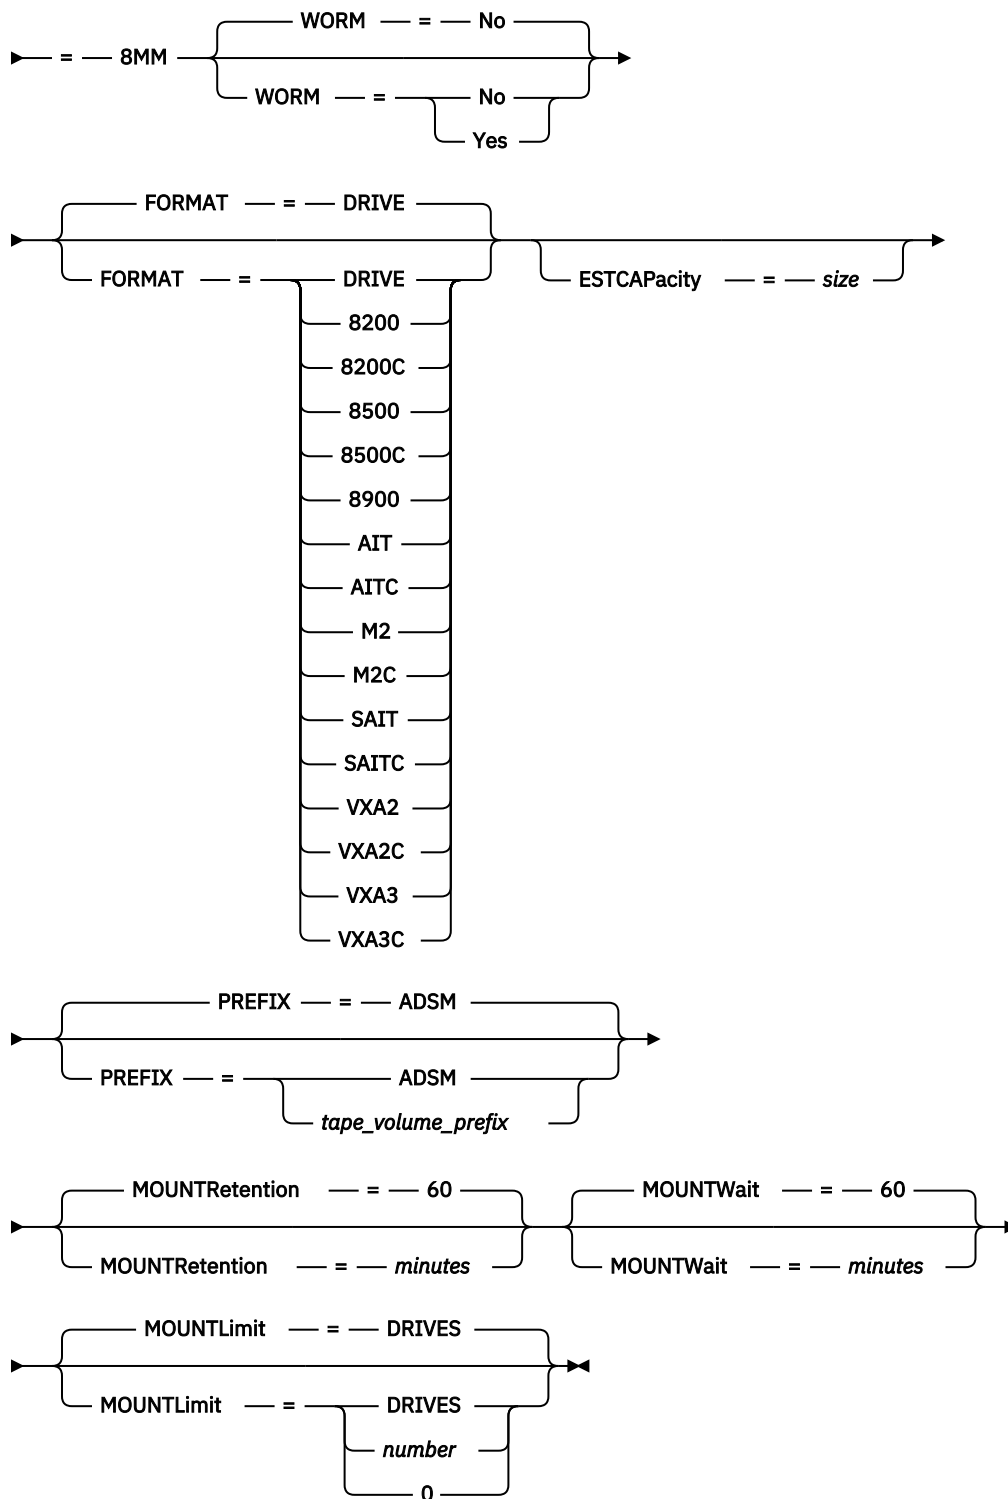 WORM = No
= 8MM
WORM = No
Yes
FORMAT = DRIVE
FORMAT = DRIVE
ESTCAPacity = size
8200
8200C
8500
8500C
8900
AIT
AITC
M2
M2C
SAIT
SAITC
VXA2
VXA2C
VXA3
VXA3C
PREFIX = ADSM
PREFIX = ADSM
tape_volume_prefix
MOUNTRetention = 60 MOUNTWait = 60
MOUNTRetention = minutes MOUNTWait = minutes
MOUNTLimit = DRIVES
MOUNTLimit = DRIVES
number
0